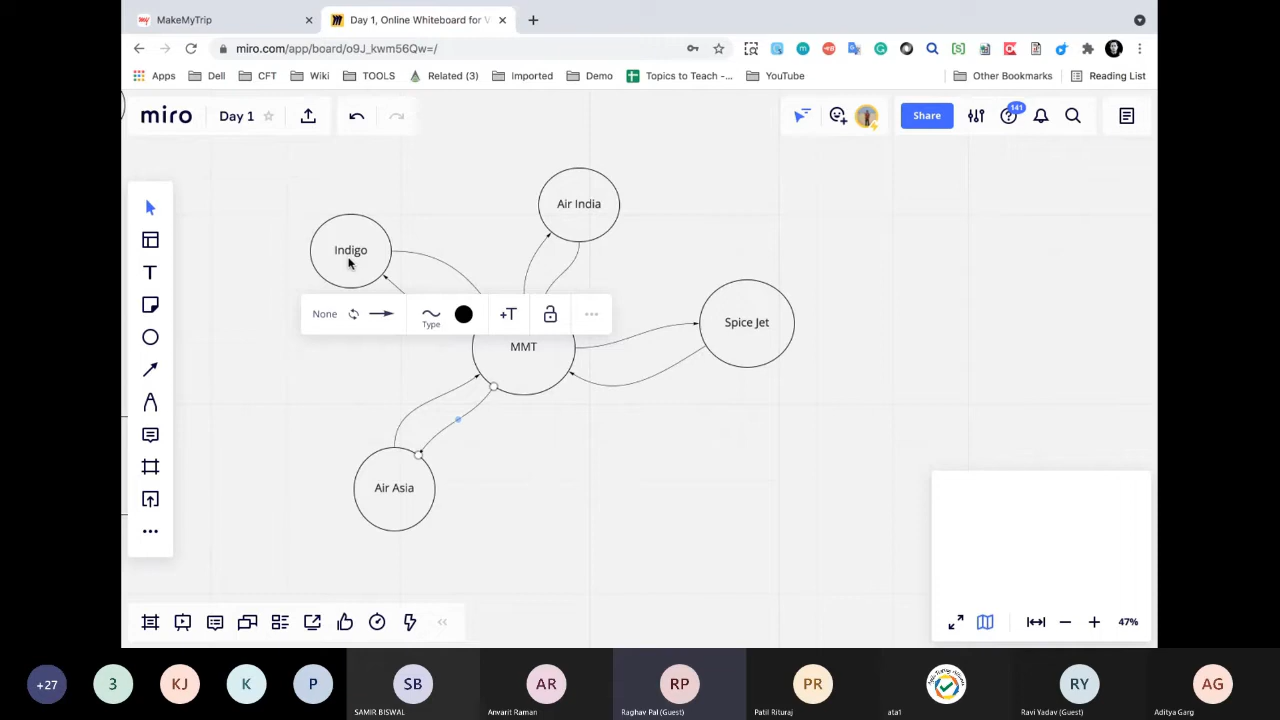 my MakeMyTrip
Day 1, Online Whiteboard for V
miro.com/app/board/o9J_kwm56Qw=/
Apps Dell CFT Wiki TOOLS Related (3) Imported Demo Topics to Teach -... YouTube Other Bookmarks Reading List
miro Day 1 Share 141
Air India
Indigo
None Type +T
Spice Jet
MMT
Air Asia
47%
+27 3 KJ K P SB AR RP PR RY AG
SAMIR BISWAL Anvarit Raman Raghav Pal (Guest) Patil Rituraj ata1 Ravi Yadav (Guest) Aditya Garg